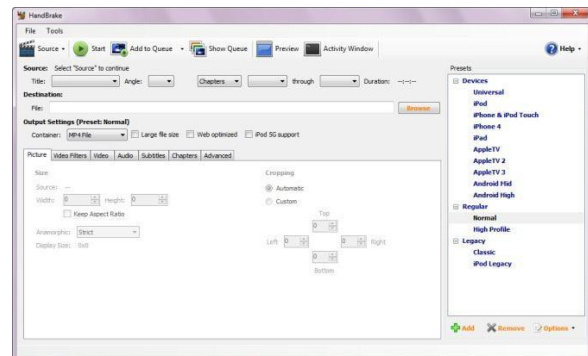 HandBrake
File Tools
Source Start Add to Queue Show Queue Preview Activity Window Help
Source: Select "Source" to continue
Title: Angle: Chapters through Duration: --:--:--
Destination:
File: Browse
Output Settings (Preset: Normal)
Container: MP4 File Large file size Web optimized iPod 5G support
Picture Video Filters Video Audio Subtitles Chapters Advanced
Size
Source: --
Width: 0 Height: 0
Keep Aspect Ratio
Anamorphic: Strict
Display Size: 0x0
Cropping
Automatic
Custom
Top
0
Left 0 0 Right
0
Bottom
Presets
Devices
Universal
iPod
iPhone & iPod Touch
iPhone 4
iPad
AppleTV
AppleTV 2
AppleTV 3
Android Mid
Android High
Regular
Normal
High Profile
Legacy
Classic
iPod Legacy
Add Remove Options